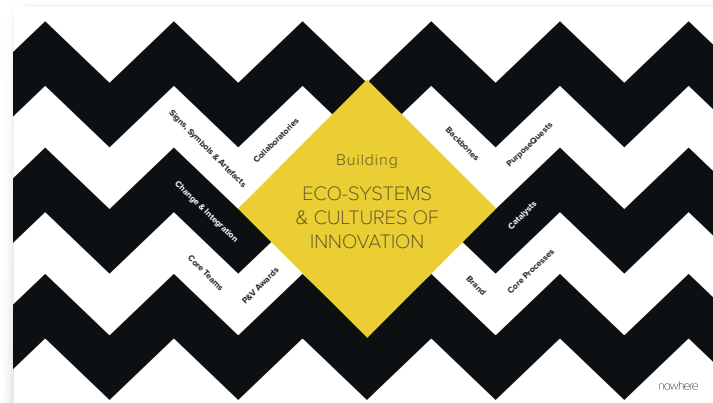 Signs, Symbols & Artefacts
Collaboratories
Backbones
PurposeQuests
Building
ECO-SYSTEMS
& CULTURES OF
INNOVATION
Change & Integration
Catalysts
Core Teams
P&V Awards
Brand
Core Processes
nowhere